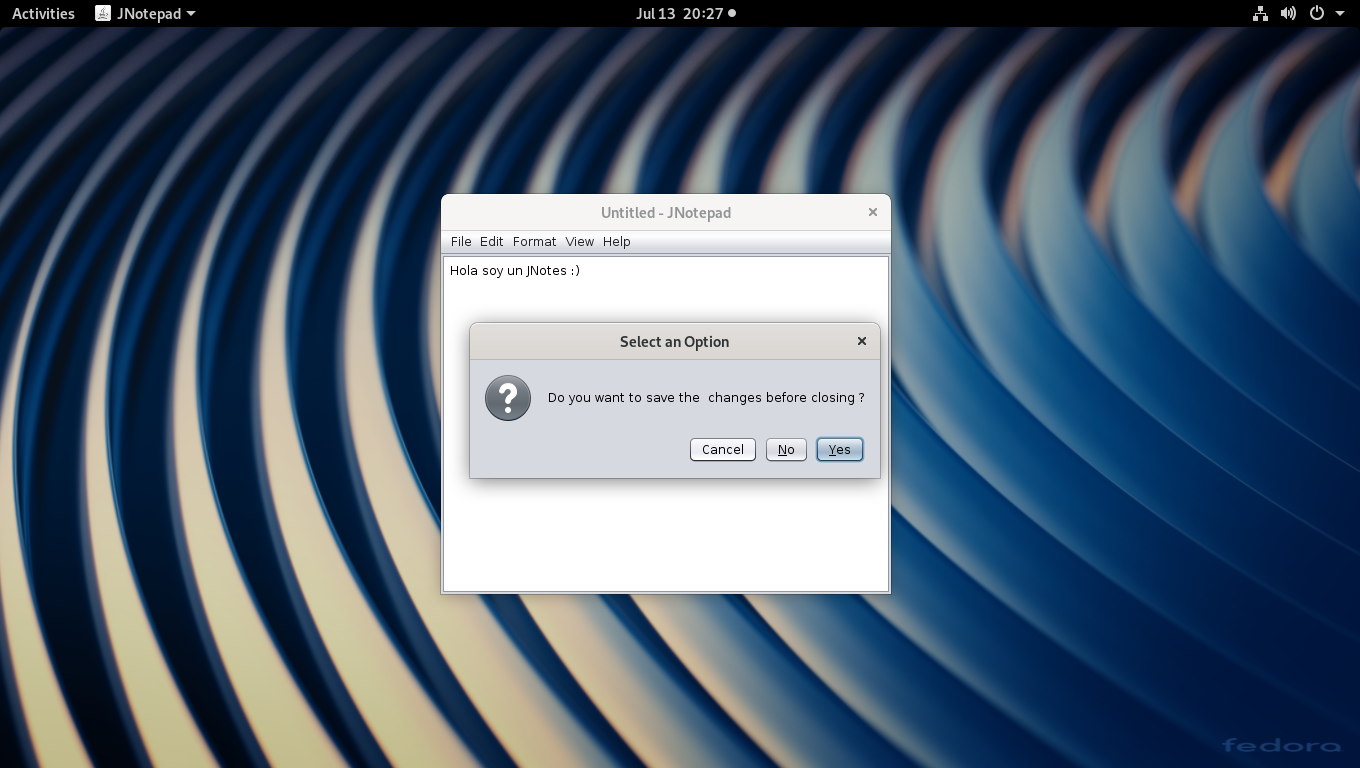 Activities JNotepad Jul 13 20:27
Untitled - JNotepad ×
File Edit Format View Help
Hola soy un JNotes :)
Select an Option ×
? Do you want to save the  changes before closing ?
Cancel No Yes
fedora